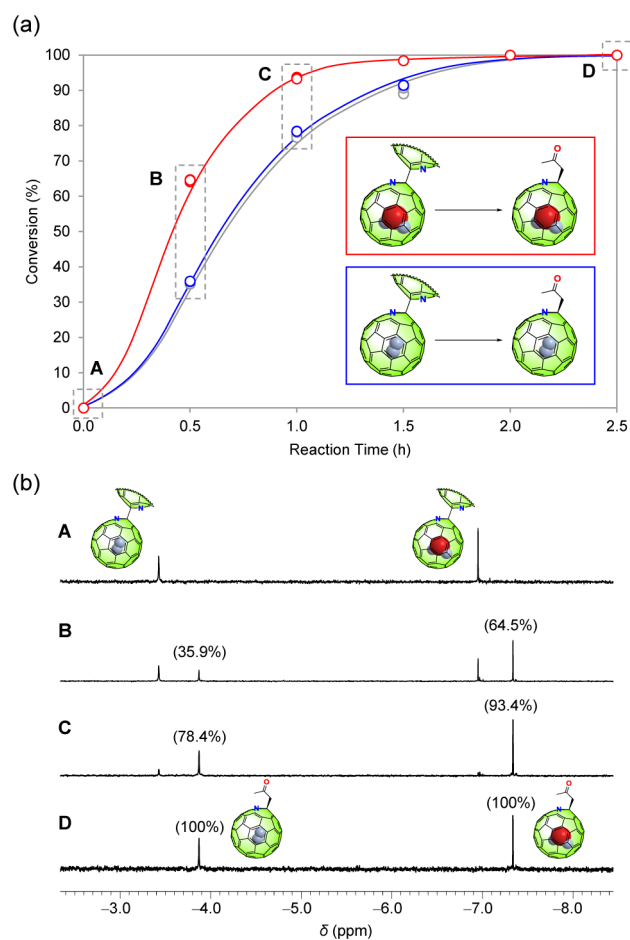 (a)
100
90
80
70
60
50
40
30
20
10
0
Conversion (%)
A
B
C
D
N
N
N
O
N
N
N
O
0.0 0.5 1.0 1.5 2.0 2.5
Reaction Time (h)
(b)
A
N
N
N
N
B
(35.9%)
(64.5%)
C
(78.4%)
(93.4%)
D
(100%)
N
O
(100%)
N
O
−3.0 −4.0 −5.0 −6.0 −7.0 −8.0
δ (ppm)